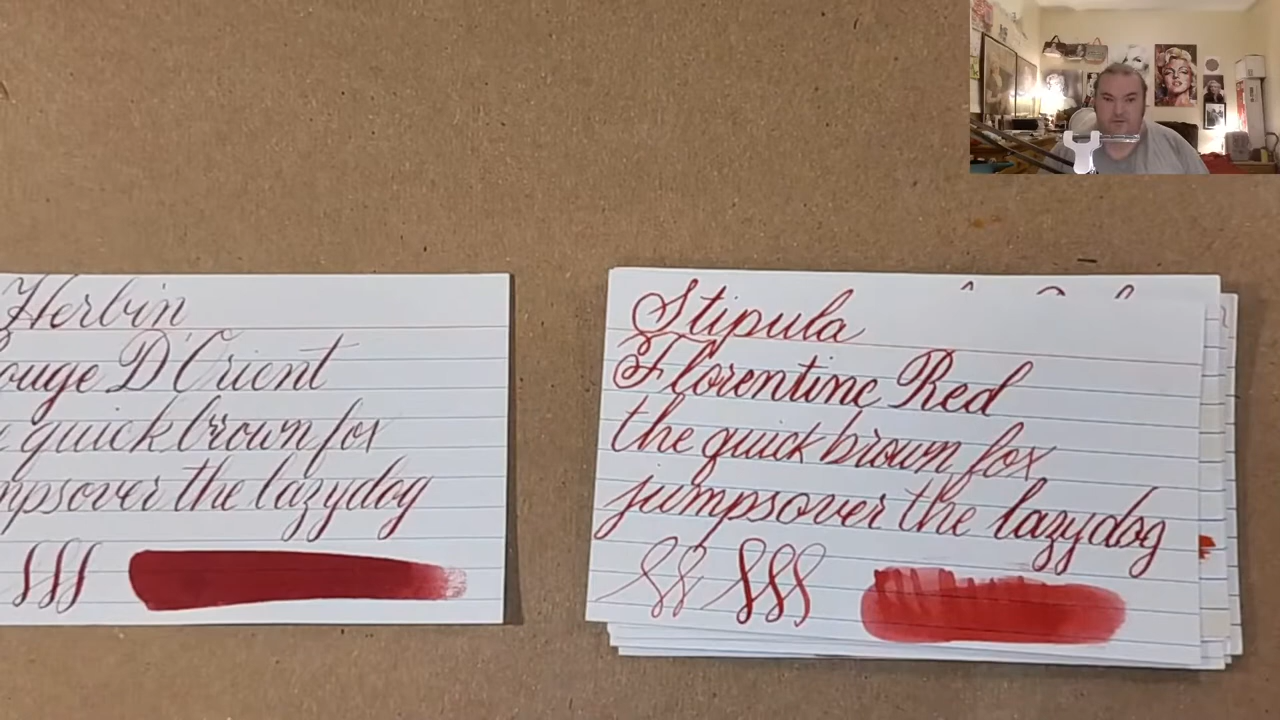 Herbin
ouge D'Orient
e quick brown fox
mpsover the lazydog
Stipula
Florentine Red
the quick brown fox
jumpsover the lazydog